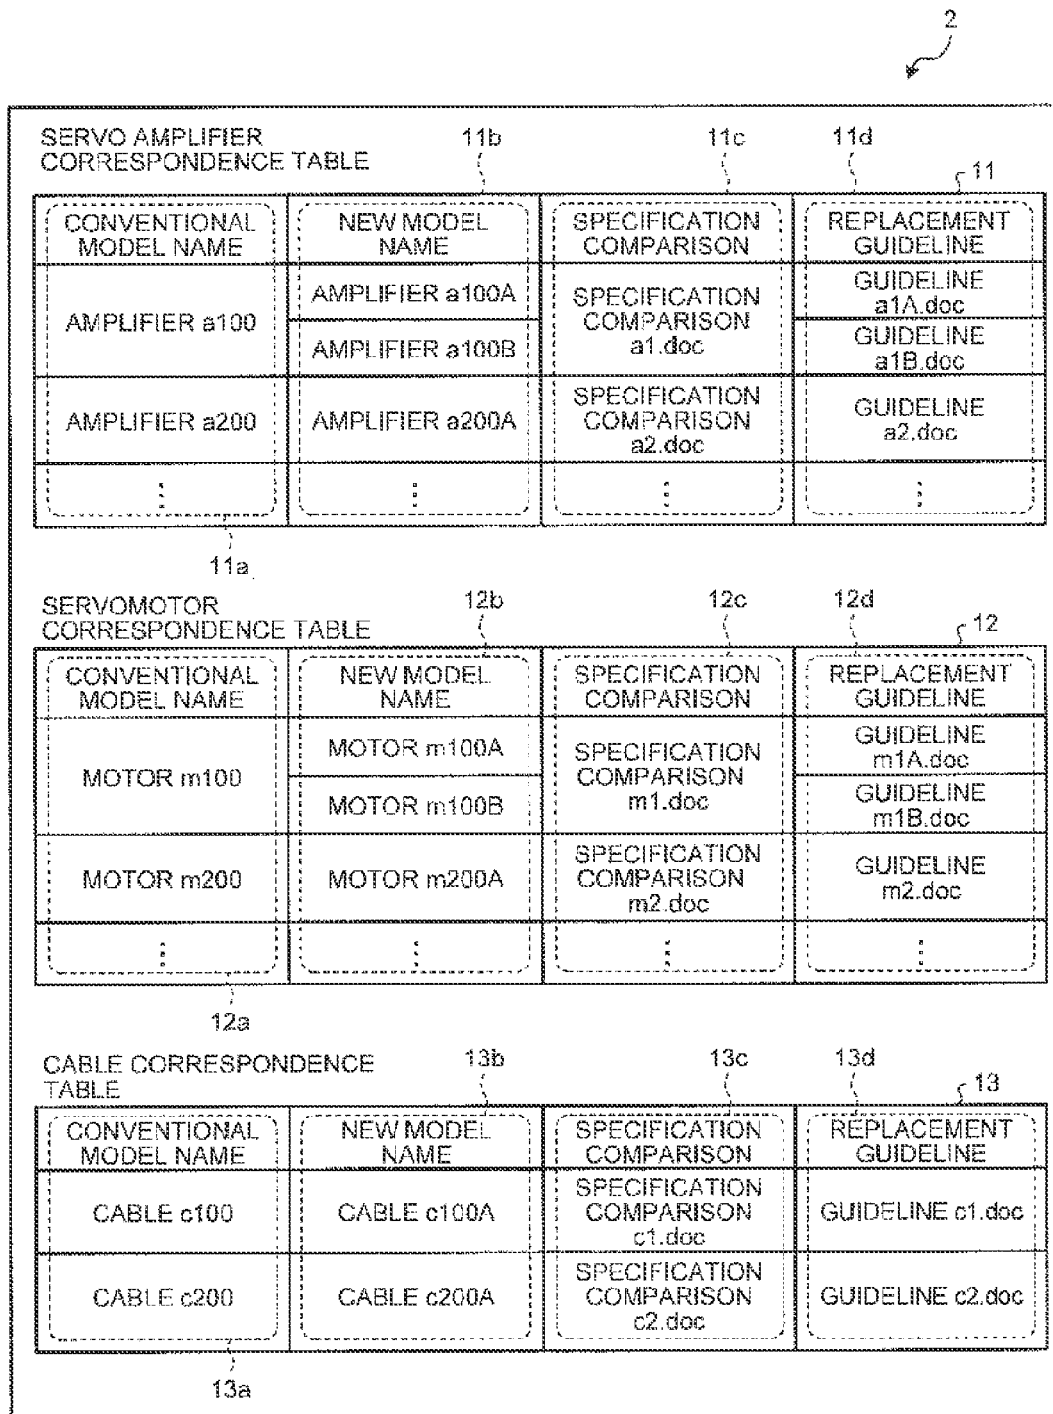 2
SERVO AMPLIFIER
CORRESPONDENCE TABLE
11b
11c
11d
11
CONVENTIONAL
MODEL NAME
NEW MODEL
NAME
SPECIFICATION
COMPARISON
REPLACEMENT
GUIDELINE
AMPLIFIER a100
AMPLIFIER a100A
AMPLIFIER a100B
SPECIFICATION
COMPARISON
a1.doc
GUIDELINE
a1A.doc
GUIDELINE
a1B.doc
AMPLIFIER a200
AMPLIFIER a200A
SPECIFICATION
COMPARISON
a2.doc
GUIDELINE
a2.doc
11a
SERVOMOTOR
CORRESPONDENCE TABLE
12b
12c
12d
12
CONVENTIONAL
MODEL NAME
NEW MODEL
NAME
SPECIFICATION
COMPARISON
REPLACEMENT
GUIDELINE
MOTOR m100
MOTOR m100A
MOTOR m100B
SPECIFICATION
COMPARISON
m1.doc
GUIDELINE
m1A.doc
GUIDELINE
m1B.doc
MOTOR m200
MOTOR m200A
SPECIFICATION
COMPARISON
m2.doc
GUIDELINE
m2.doc
12a
CABLE CORRESPONDENCE
TABLE
13b
13c
13d
13
CONVENTIONAL
MODEL NAME
NEW MODEL
NAME
SPECIFICATION
COMPARISON
REPLACEMENT
GUIDELINE
CABLE c100
CABLE c100A
SPECIFICATION
COMPARISON
c1.doc
GUIDELINE c1.doc
CABLE c200
CABLE c200A
SPECIFICATION
COMPARISON
c2.doc
GUIDELINE c2.doc
13a